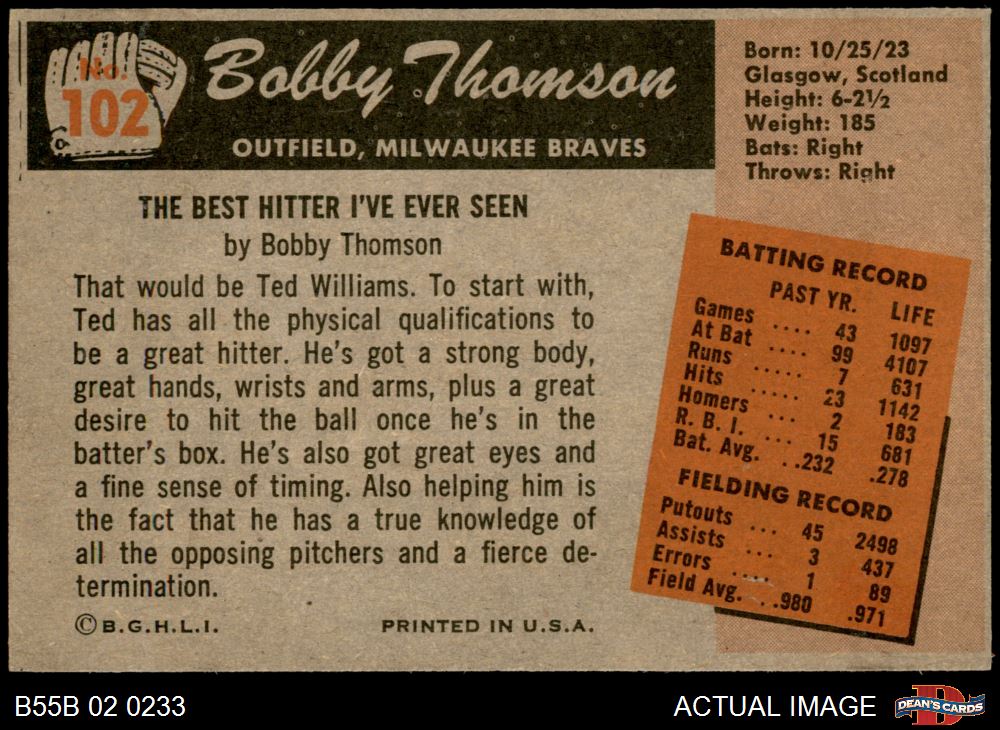 No.
102
Bobby Thomson
OUTFIELD, MILWAUKEE BRAVES
Born: 10/25/23
Glasgow, Scotland
Height: 6-2½
Weight: 185
Bats: Right
Throws: Right
THE BEST HITTER I'VE EVER SEEN
by Bobby Thomson
That would be Ted Williams. To start with,
Ted has all the physical qualifications to
be a great hitter. He's got a strong body,
great hands, wrists and arms, plus a great
desire to hit the ball once he's in the
batter's box. He's also got great eyes and
a fine sense of timing. Also helping him is
the fact that he has a true knowledge of
all the opposing pitchers and a fierce de-
termination.
© B.G.H.L.I. PRINTED IN U.S.A.
BATTING RECORD
PAST YR. LIFE
Games .... 43 1097
At Bat .... 99 4107
Runs ..... 7 631
Hits ..... 23 1142
Homers .... 2 183
R. B. I. ... 15 681
Bat. Avg. ..232 .278
FIELDING RECORD
Putouts ... 45 2498
Assists ... 3 437
Errors .... 1 89
Field Avg. ..980 .971
B55B 02 0233
ACTUAL IMAGE
D
DEAN'S CARDS